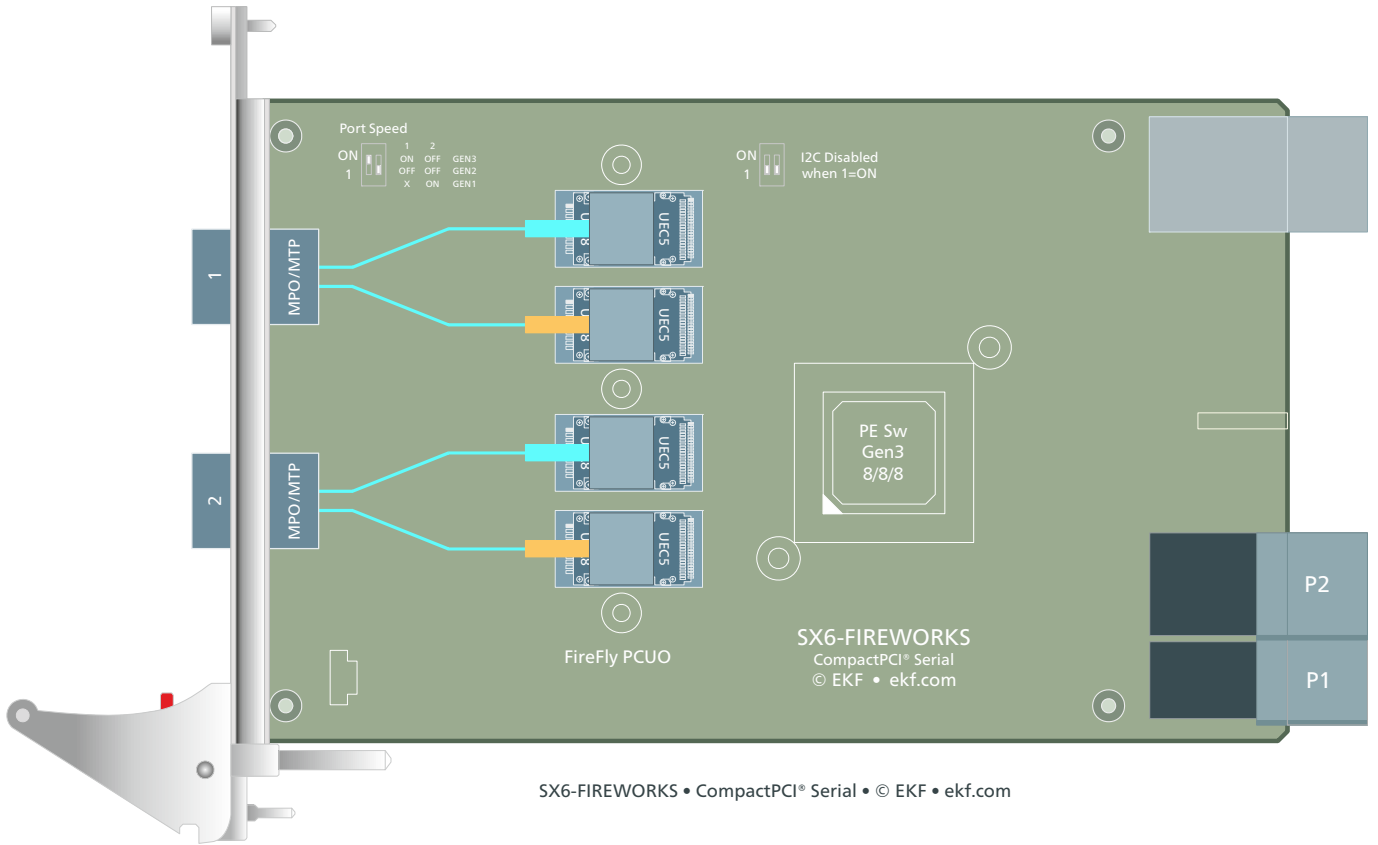 Port Speed
ON
1
1 2
ON OFF GEN3
OFF OFF GEN2
X ON GEN1
ON
1
I2C Disabled
when 1=ON
1
MPO/MTP
UEC5
UEC5
2
MPO/MTP
UEC5
UEC5
FireFly PCUO
PE Sw
Gen3
8/8/8
SX6-FIREWORKS
CompactPCI® Serial
© EKF • ekf.com
P2
P1
SX6-FIREWORKS • CompactPCI® Serial • © EKF • ekf.com